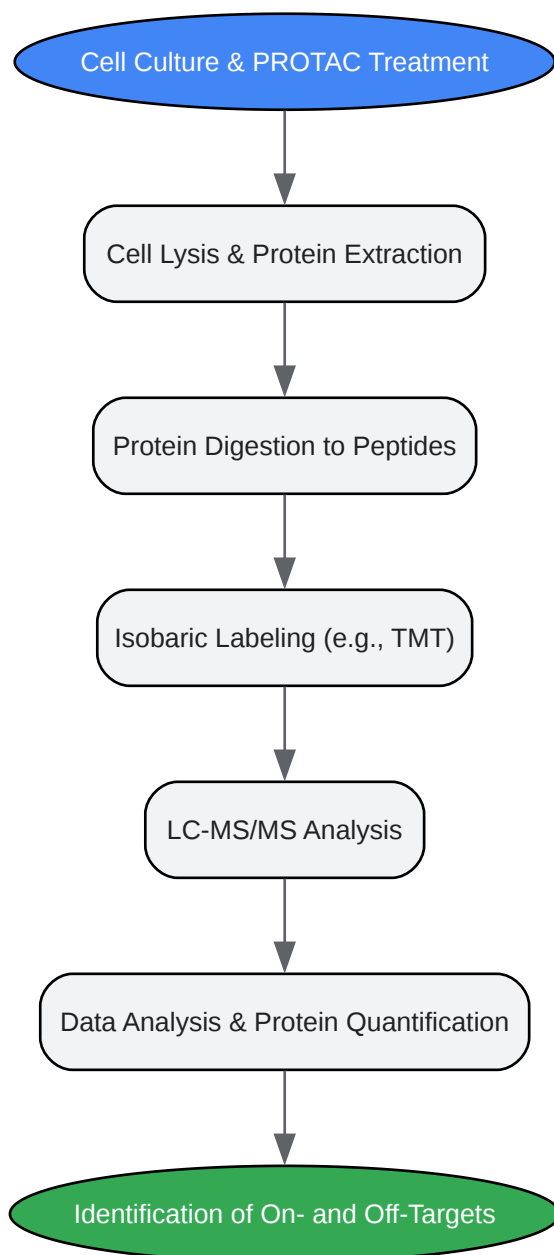 Cell Culture & PROTAC Treatment
Cell Lysis & Protein Extraction
Protein Digestion to Peptides
Isobaric Labeling (e.g., TMT)
LC-MS/MS Analysis
Data Analysis & Protein Quantification
Identification of On- and Off-Targets